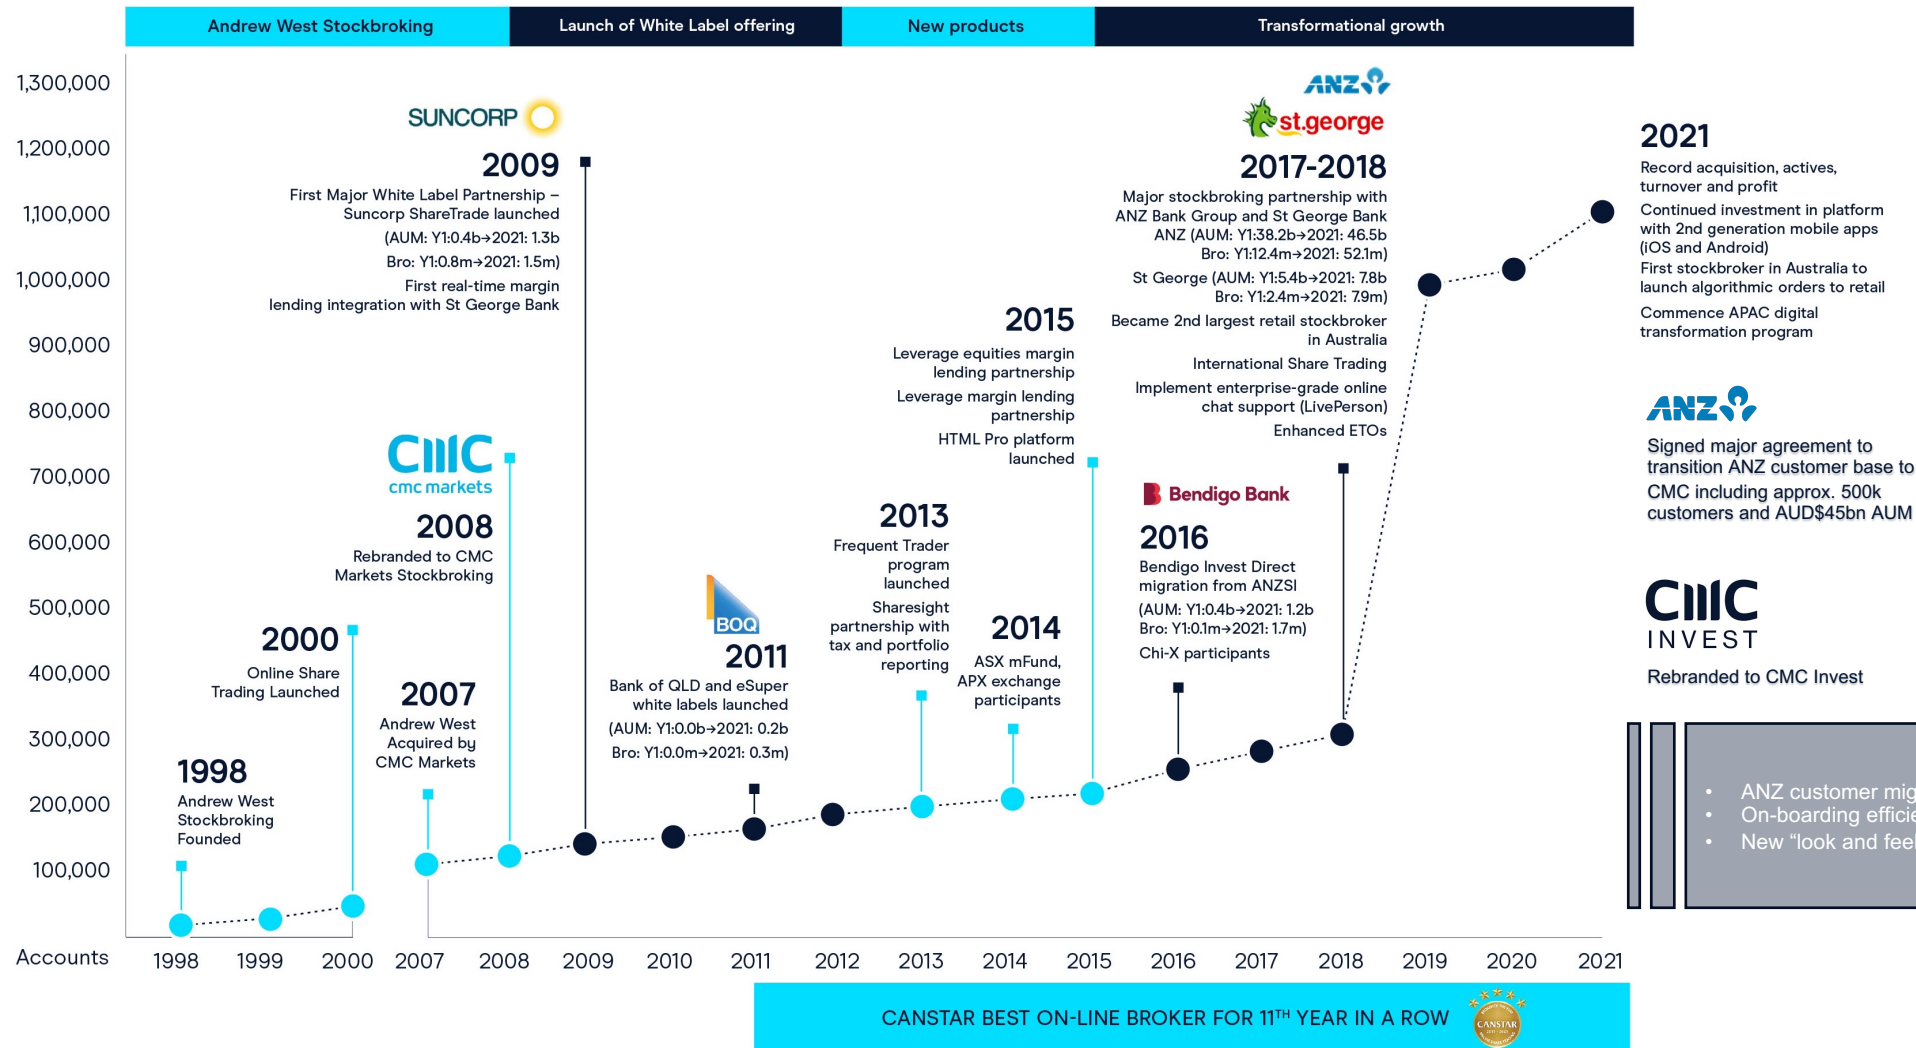 Andrew West Stockbroking
Launch of White Label offering
New products
Transformational growth
1,300,000
1,200,000
1,100,000
1,000,000
900,000
800,000
700,000
600,000
500,000
400,000
300,000
200,000
100,000
Accounts
1998
Andrew West
Stockbroking
Founded
2000
Online Share
Trading Launched
2007
Andrew West
Acquired by
CMC Markets
CMC
cmc markets
2008
Rebranded to CMC
Markets Stockbroking
SUNCORP
2009
First Major White Label Partnership –
Suncorp ShareTrade launched
(AUM: Y1:0.4b→2021: 1.3b
Bro: Y1:0.8m→2021: 1.5m)
First real-time margin
lending integration with St George Bank
BOQ
2011
Bank of QLD and eSuper
white labels launched
(AUM: Y1:0.0b→2021: 0.2b
Bro: Y1:0.0m→2021: 0.3m)
2013
Frequent Trader
program
launched
Sharesight
partnership with
tax and portfolio
reporting
2014
ASX mFund,
APX exchange
participants
2015
Leverage equities margin
lending partnership
Leverage margin lending
partnership
HTML Pro platform
launched
Bendigo Bank
2016
Bendigo Invest Direct
migration from ANZSI
(AUM: Y1:0.4b→2021: 1.2b
Bro: Y1:0.1m→2021: 1.7m)
Chi-X participants
ANZ
st.george
2017-2018
Major stockbroking partnership with
ANZ Bank Group and St George Bank
ANZ (AUM: Y1:38.2b→2021: 46.5b
Bro: Y1:12.4m→2021: 52.1m)
St George (AUM: Y1:5.4b→2021: 7.8b
Bro: Y1:2.4m→2021: 7.9m)
Became 2nd largest retail stockbroker
in Australia
International Share Trading
Implement enterprise-grade online
chat support (LivePerson)
Enhanced ETOs
2021
Record acquisition, actives,
turnover and profit
Continued investment in platform
with 2nd generation mobile apps
(iOS and Android)
First stockbroker in Australia to
launch algorithmic orders to retail
Commence APAC digital
transformation program
ANZ
Signed major agreement to
transition ANZ customer base to
CMC including approx. 500k
customers and AUD$45bn AUM
CMC
INVEST
Rebranded to CMC Invest
• ANZ customer mig
• On-boarding efficie
• New “look and feel
1998 1999 2000 2007 2008 2009 2010 2011 2012 2013 2014 2015 2016 2017 2018 2019 2020 2021
CANSTAR BEST ON-LINE BROKER FOR 11TH YEAR IN A ROW
CANSTAR